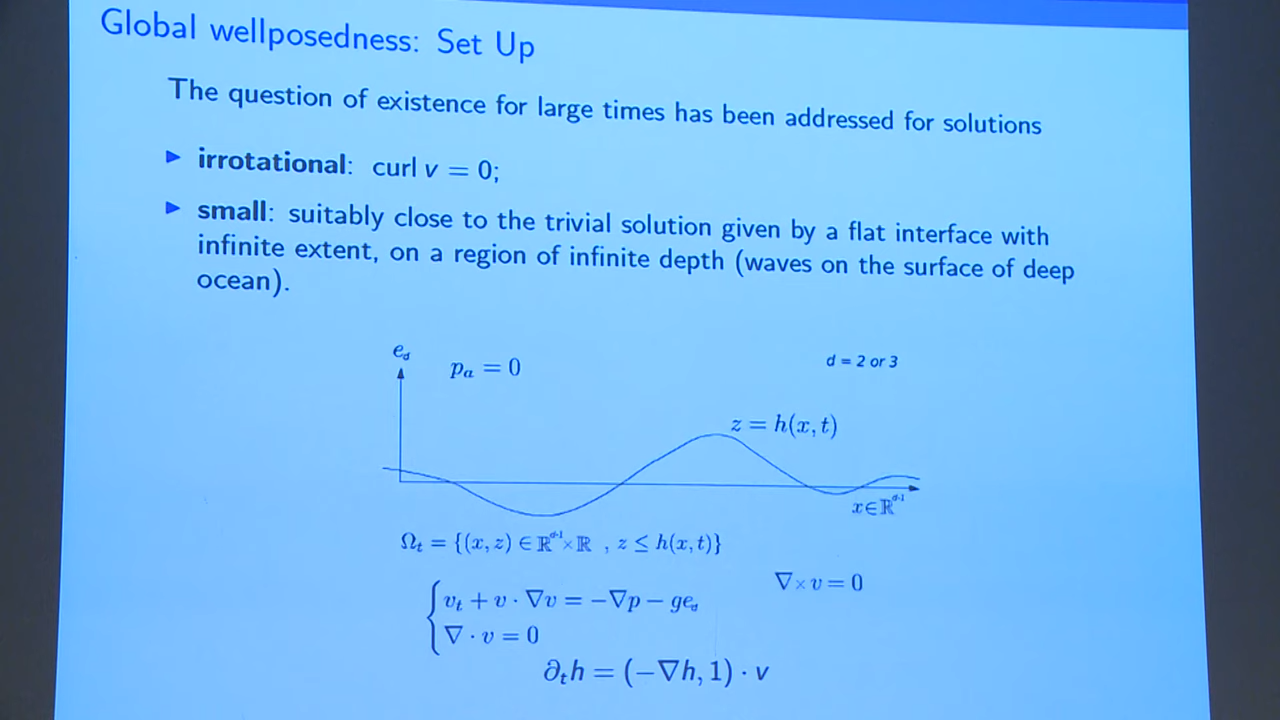 Global wellposedness: Set Up
The question of existence for large times has been addressed for solutions
▶ irrotational: curl v = 0;
▶ small: suitably close to the trivial solution given by a flat interface with
infinite extent, on a region of infinite depth (waves on the surface of deep
ocean).
e_d
p_a = 0
d = 2 or 3
z = h(x, t)
x ∈ ℝ^{d-1}
Ω_t = {(x, z) ∈ ℝ^{d-1} × ℝ , z ≤ h(x, t)}
∇ × v = 0
v_t + v · ∇v = −∇p − ge_d
∇ · v = 0
∂_t h = (−∇h, 1) · v